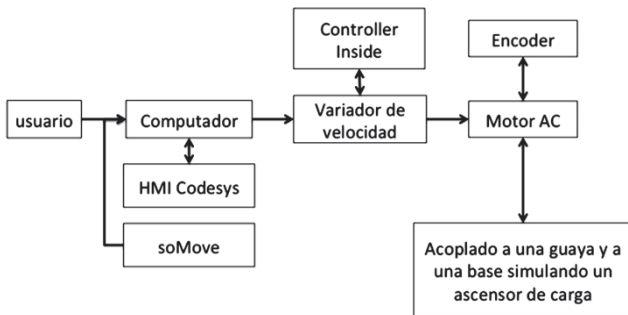 Controller
Inside
Encoder
usuario
Computador
Variador de
velocidad
Motor AC
HMI Codesys
soMove
Acoplado a una guaya y a
una base simulando un
ascensor de carga